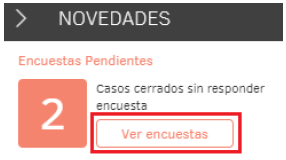 > NOVEDADES
Encuestas Pendientes
2
Casos cerrados sin responder
encuesta
Ver encuestas